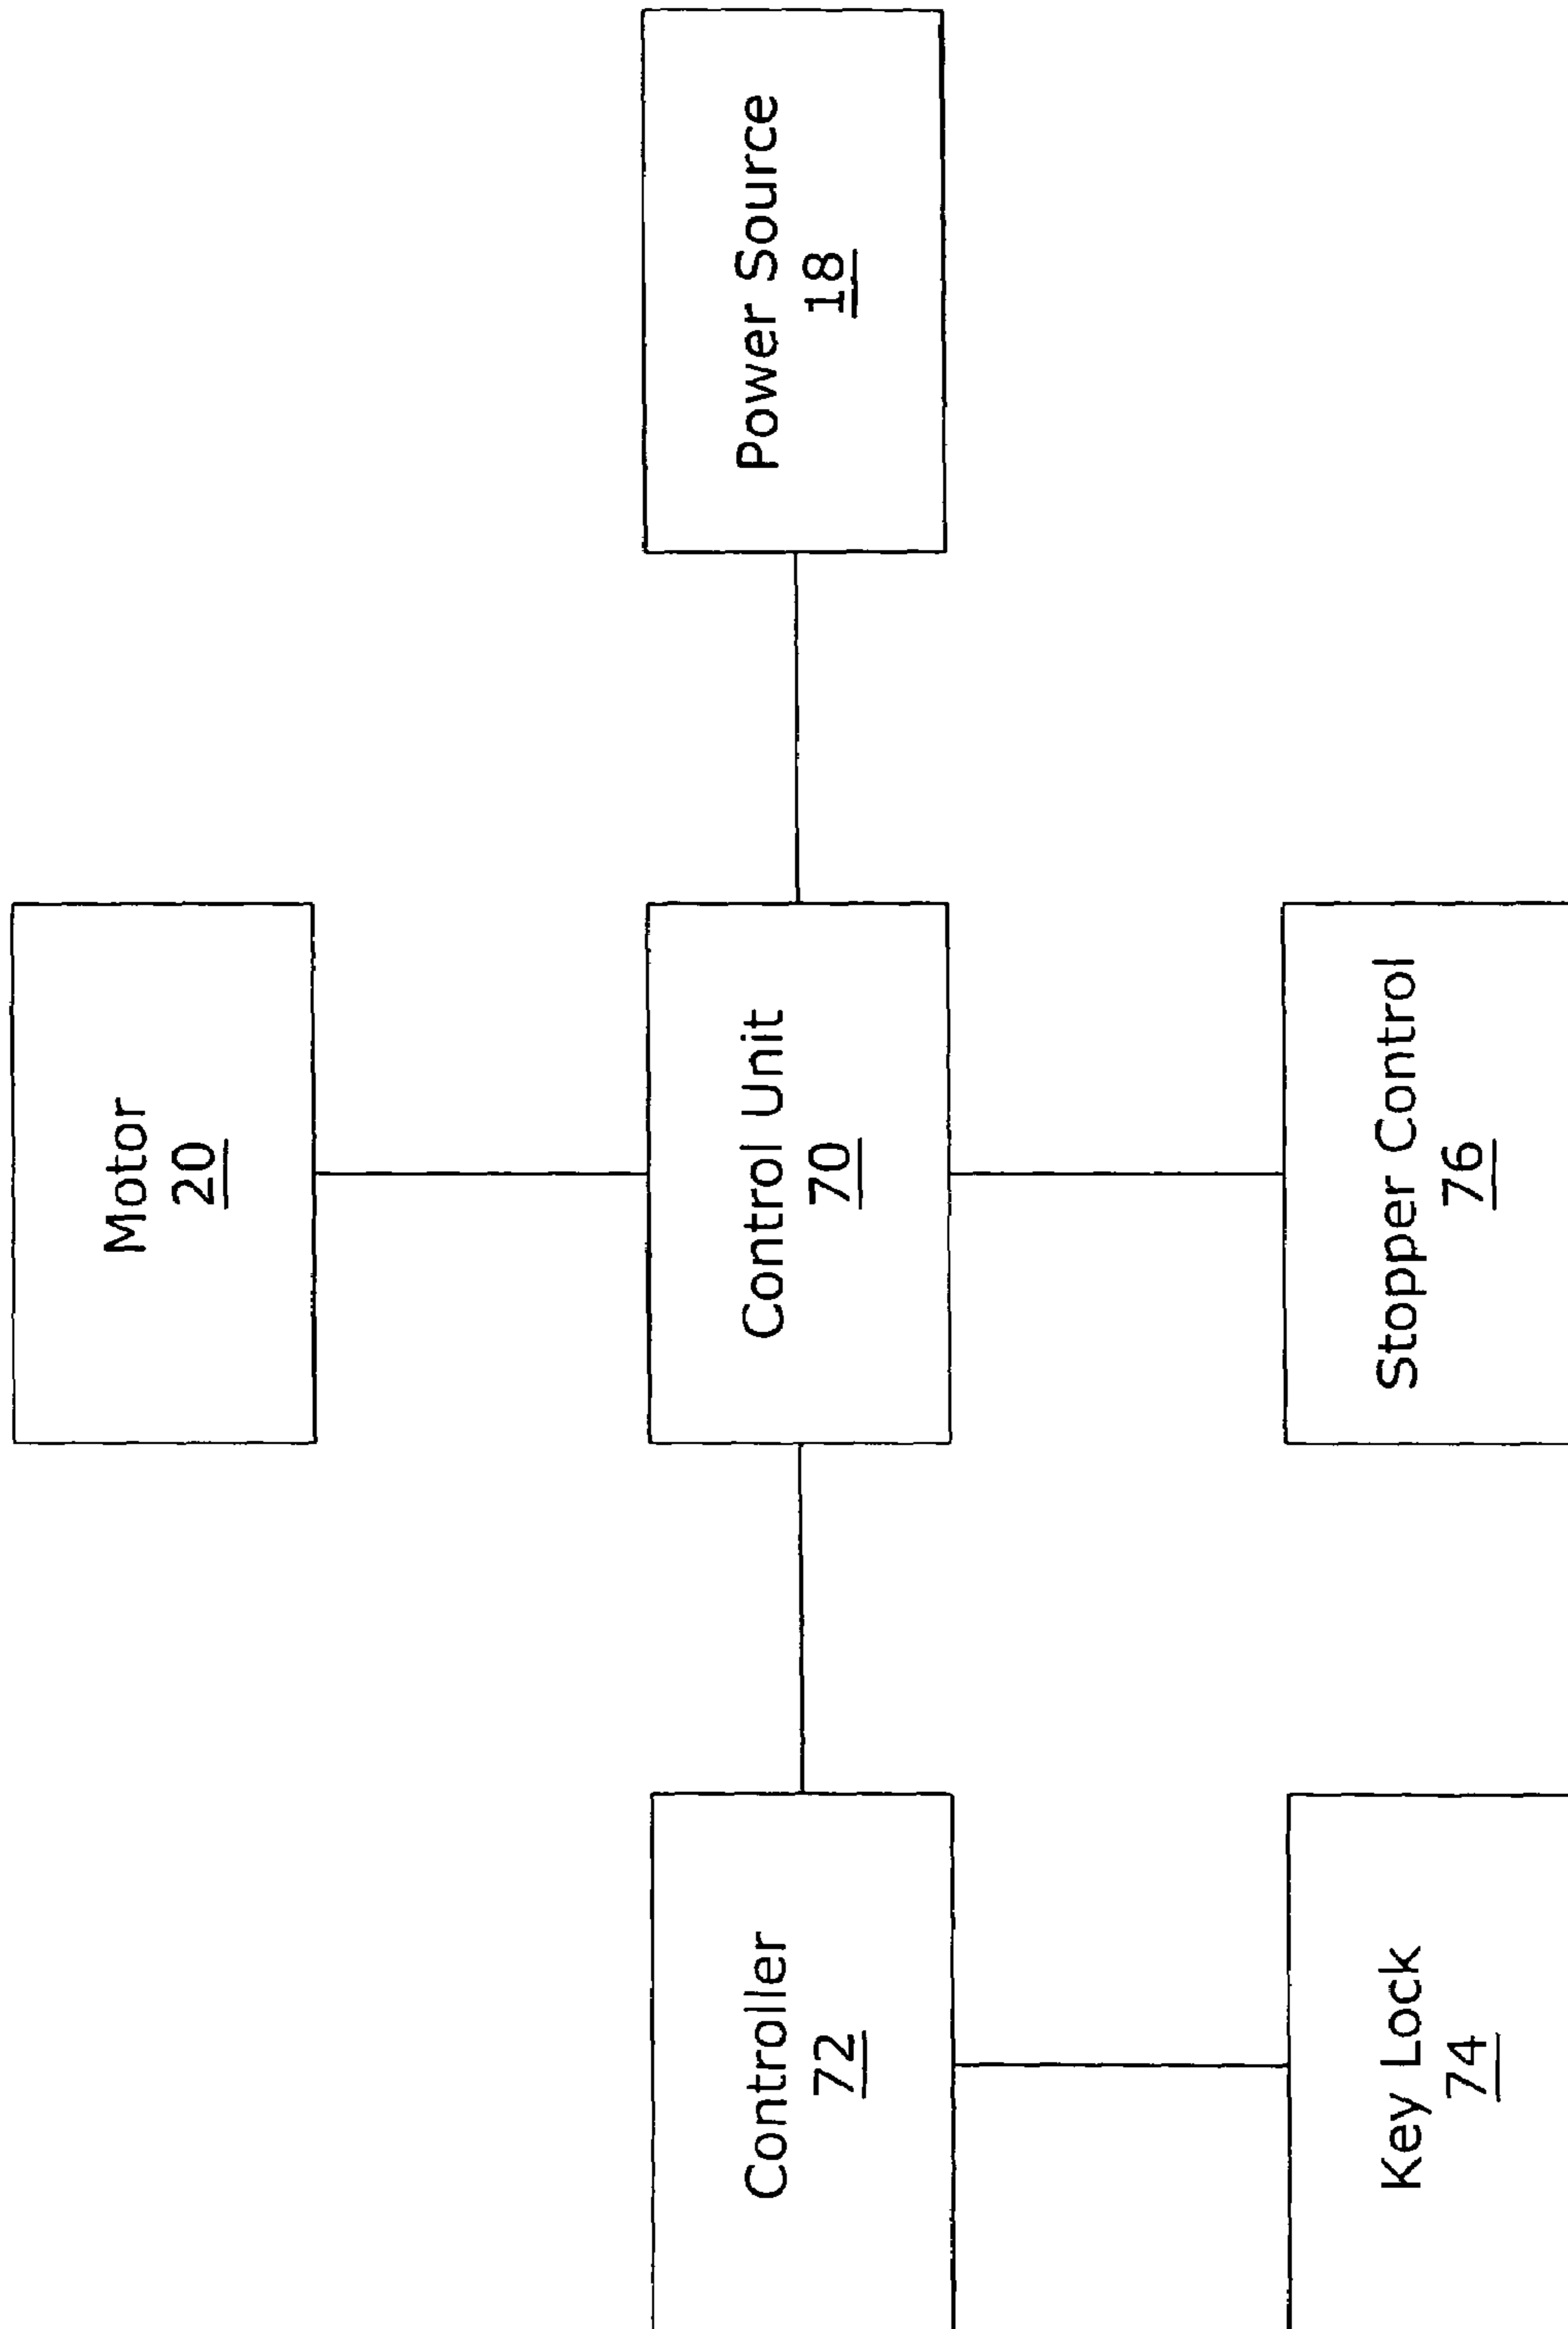 Motor
20
Controller
72
Control Unit
70
Power Source
18
Key Lock
74
Stopper Control
76